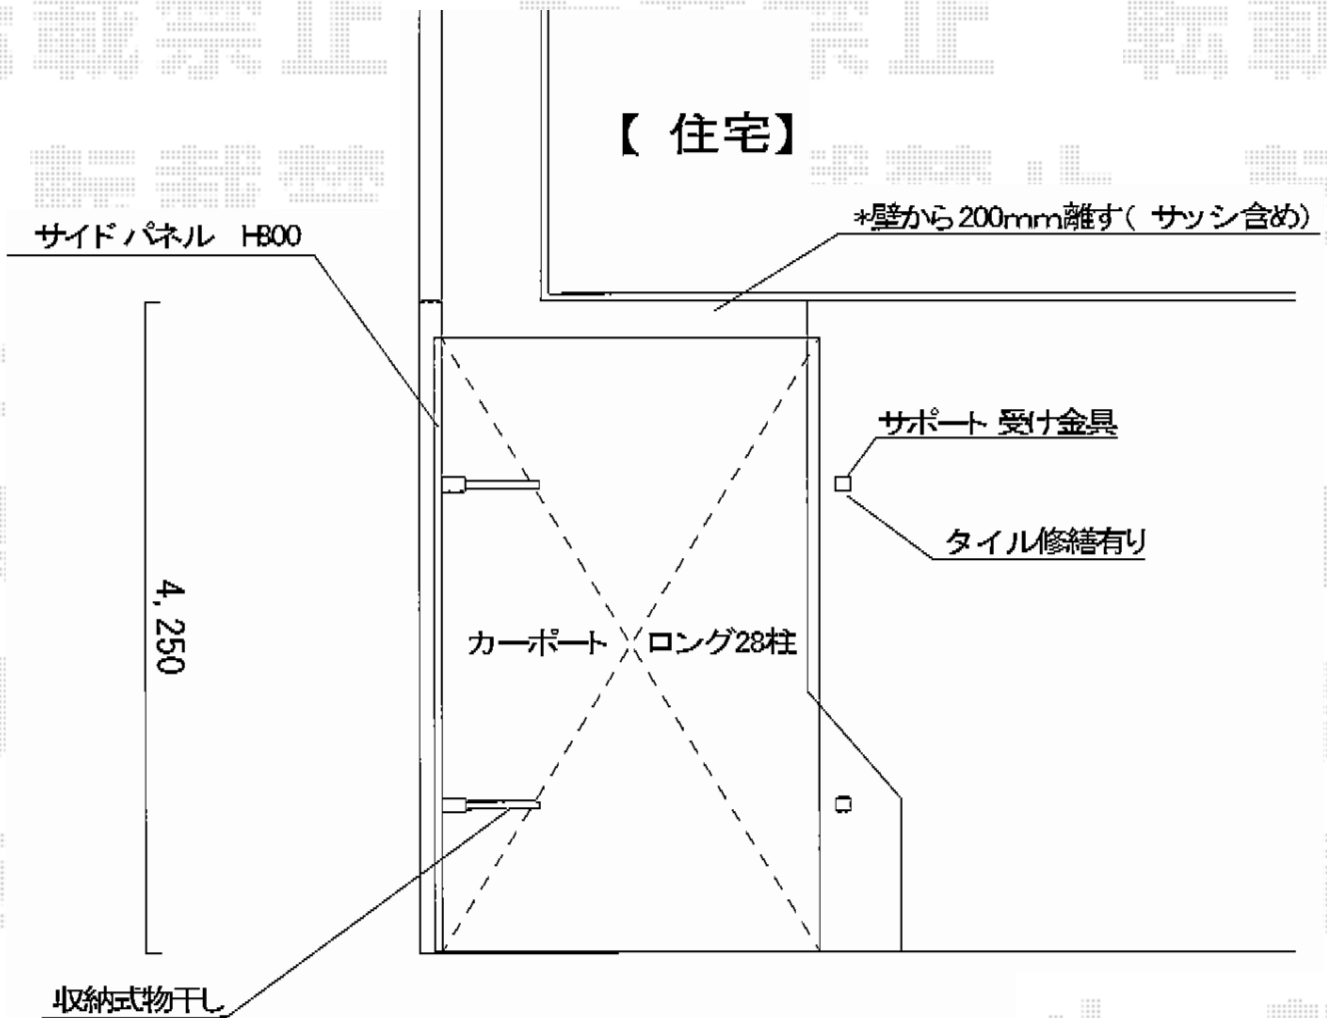 【 住宅】
*壁から200mm離す( サッシ含め)
サイドパネル H800
サポート 受け金具
タイル修繕有り
4,250
カーポート ロング28柱
収納式物干し